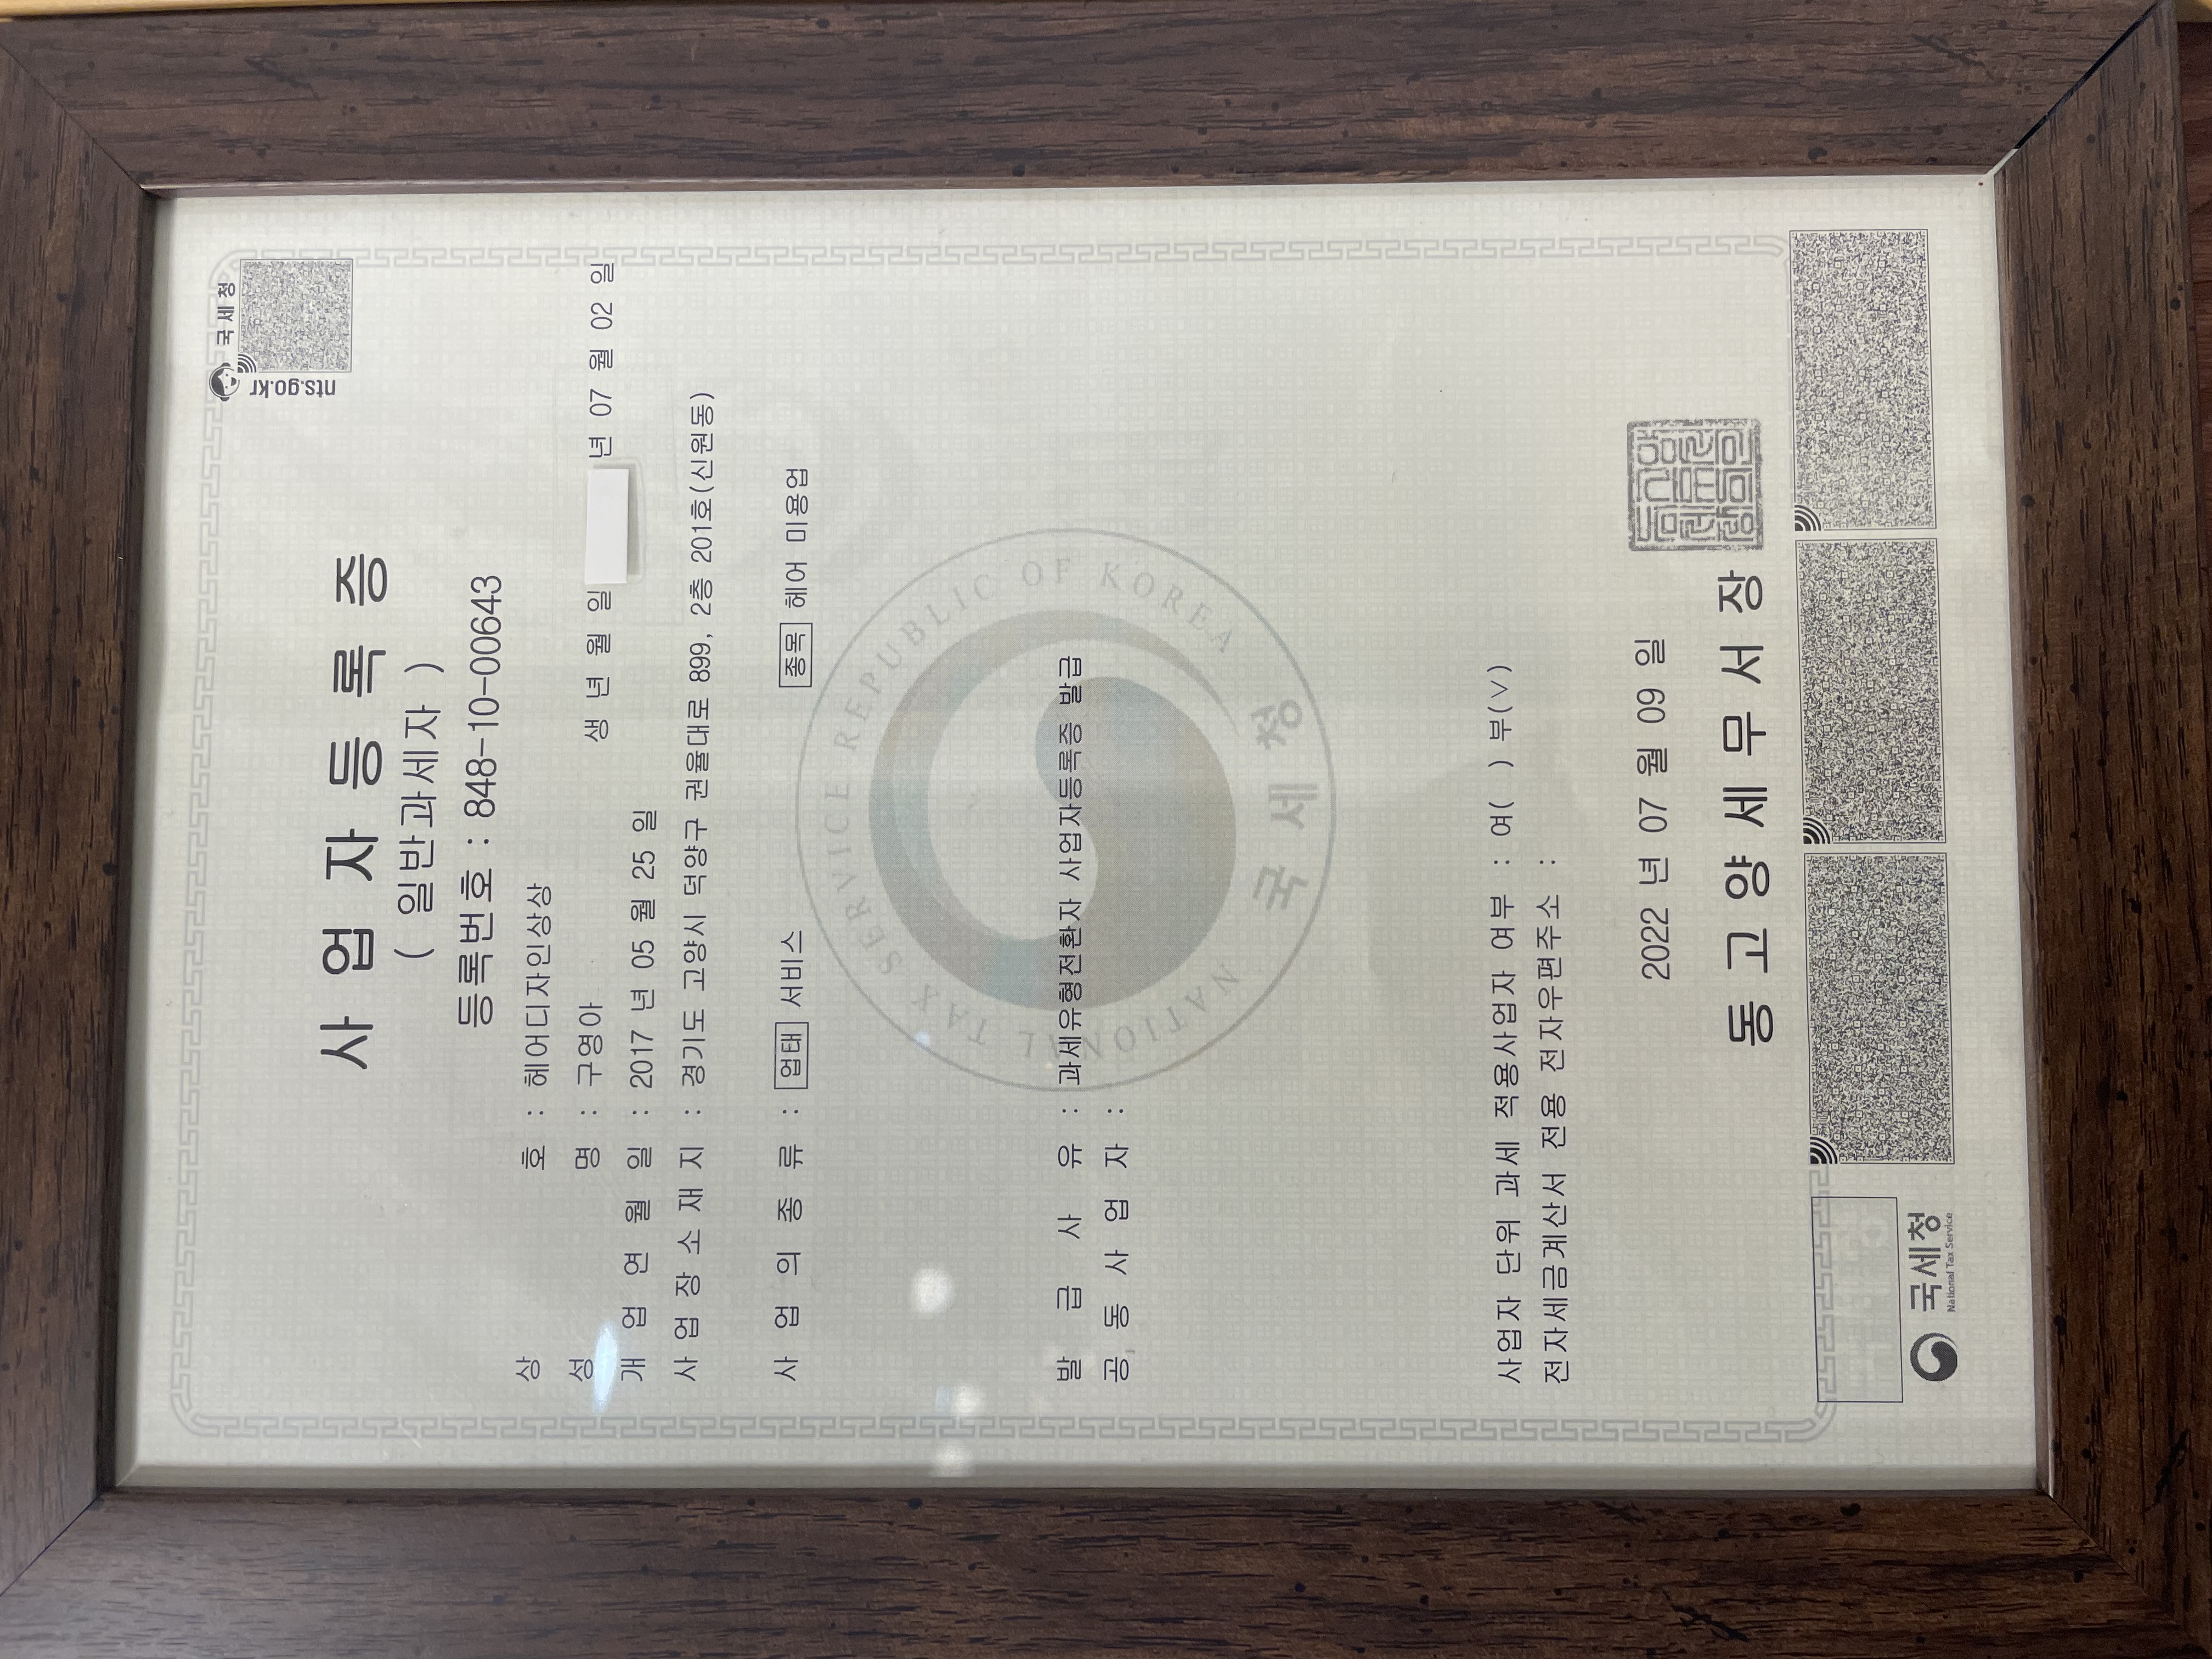 국세청
nts.go.kr
사업자등록증
( 일반과세자 )
등록번호 : 848-10-00643
상 호 : 헤어디자인상상
성 명 : 구영아 생년월일 년 07 월 02 일
개업연월일 : 2017 년 05 월 25 일
사업장소재지 : 경기도 고양시 덕양구 권율대로 899, 2층 201호(신원동)
사업의종류 : 업태 서비스 종목 헤어 미용업
NATIONAL TAX SERVICE REPUBLIC OF KOREA
국세청
발급사유 : 과세유형전환자 사업자등록증 발급
공동사업자 :
사업자 단위 과세 적용사업자 여부 : 여( ) 부(∨)
전자세금계산서 전용 전자우편주소 :
2022 년 07 월 09 일
동고양세무서장
국세청
National Tax Service